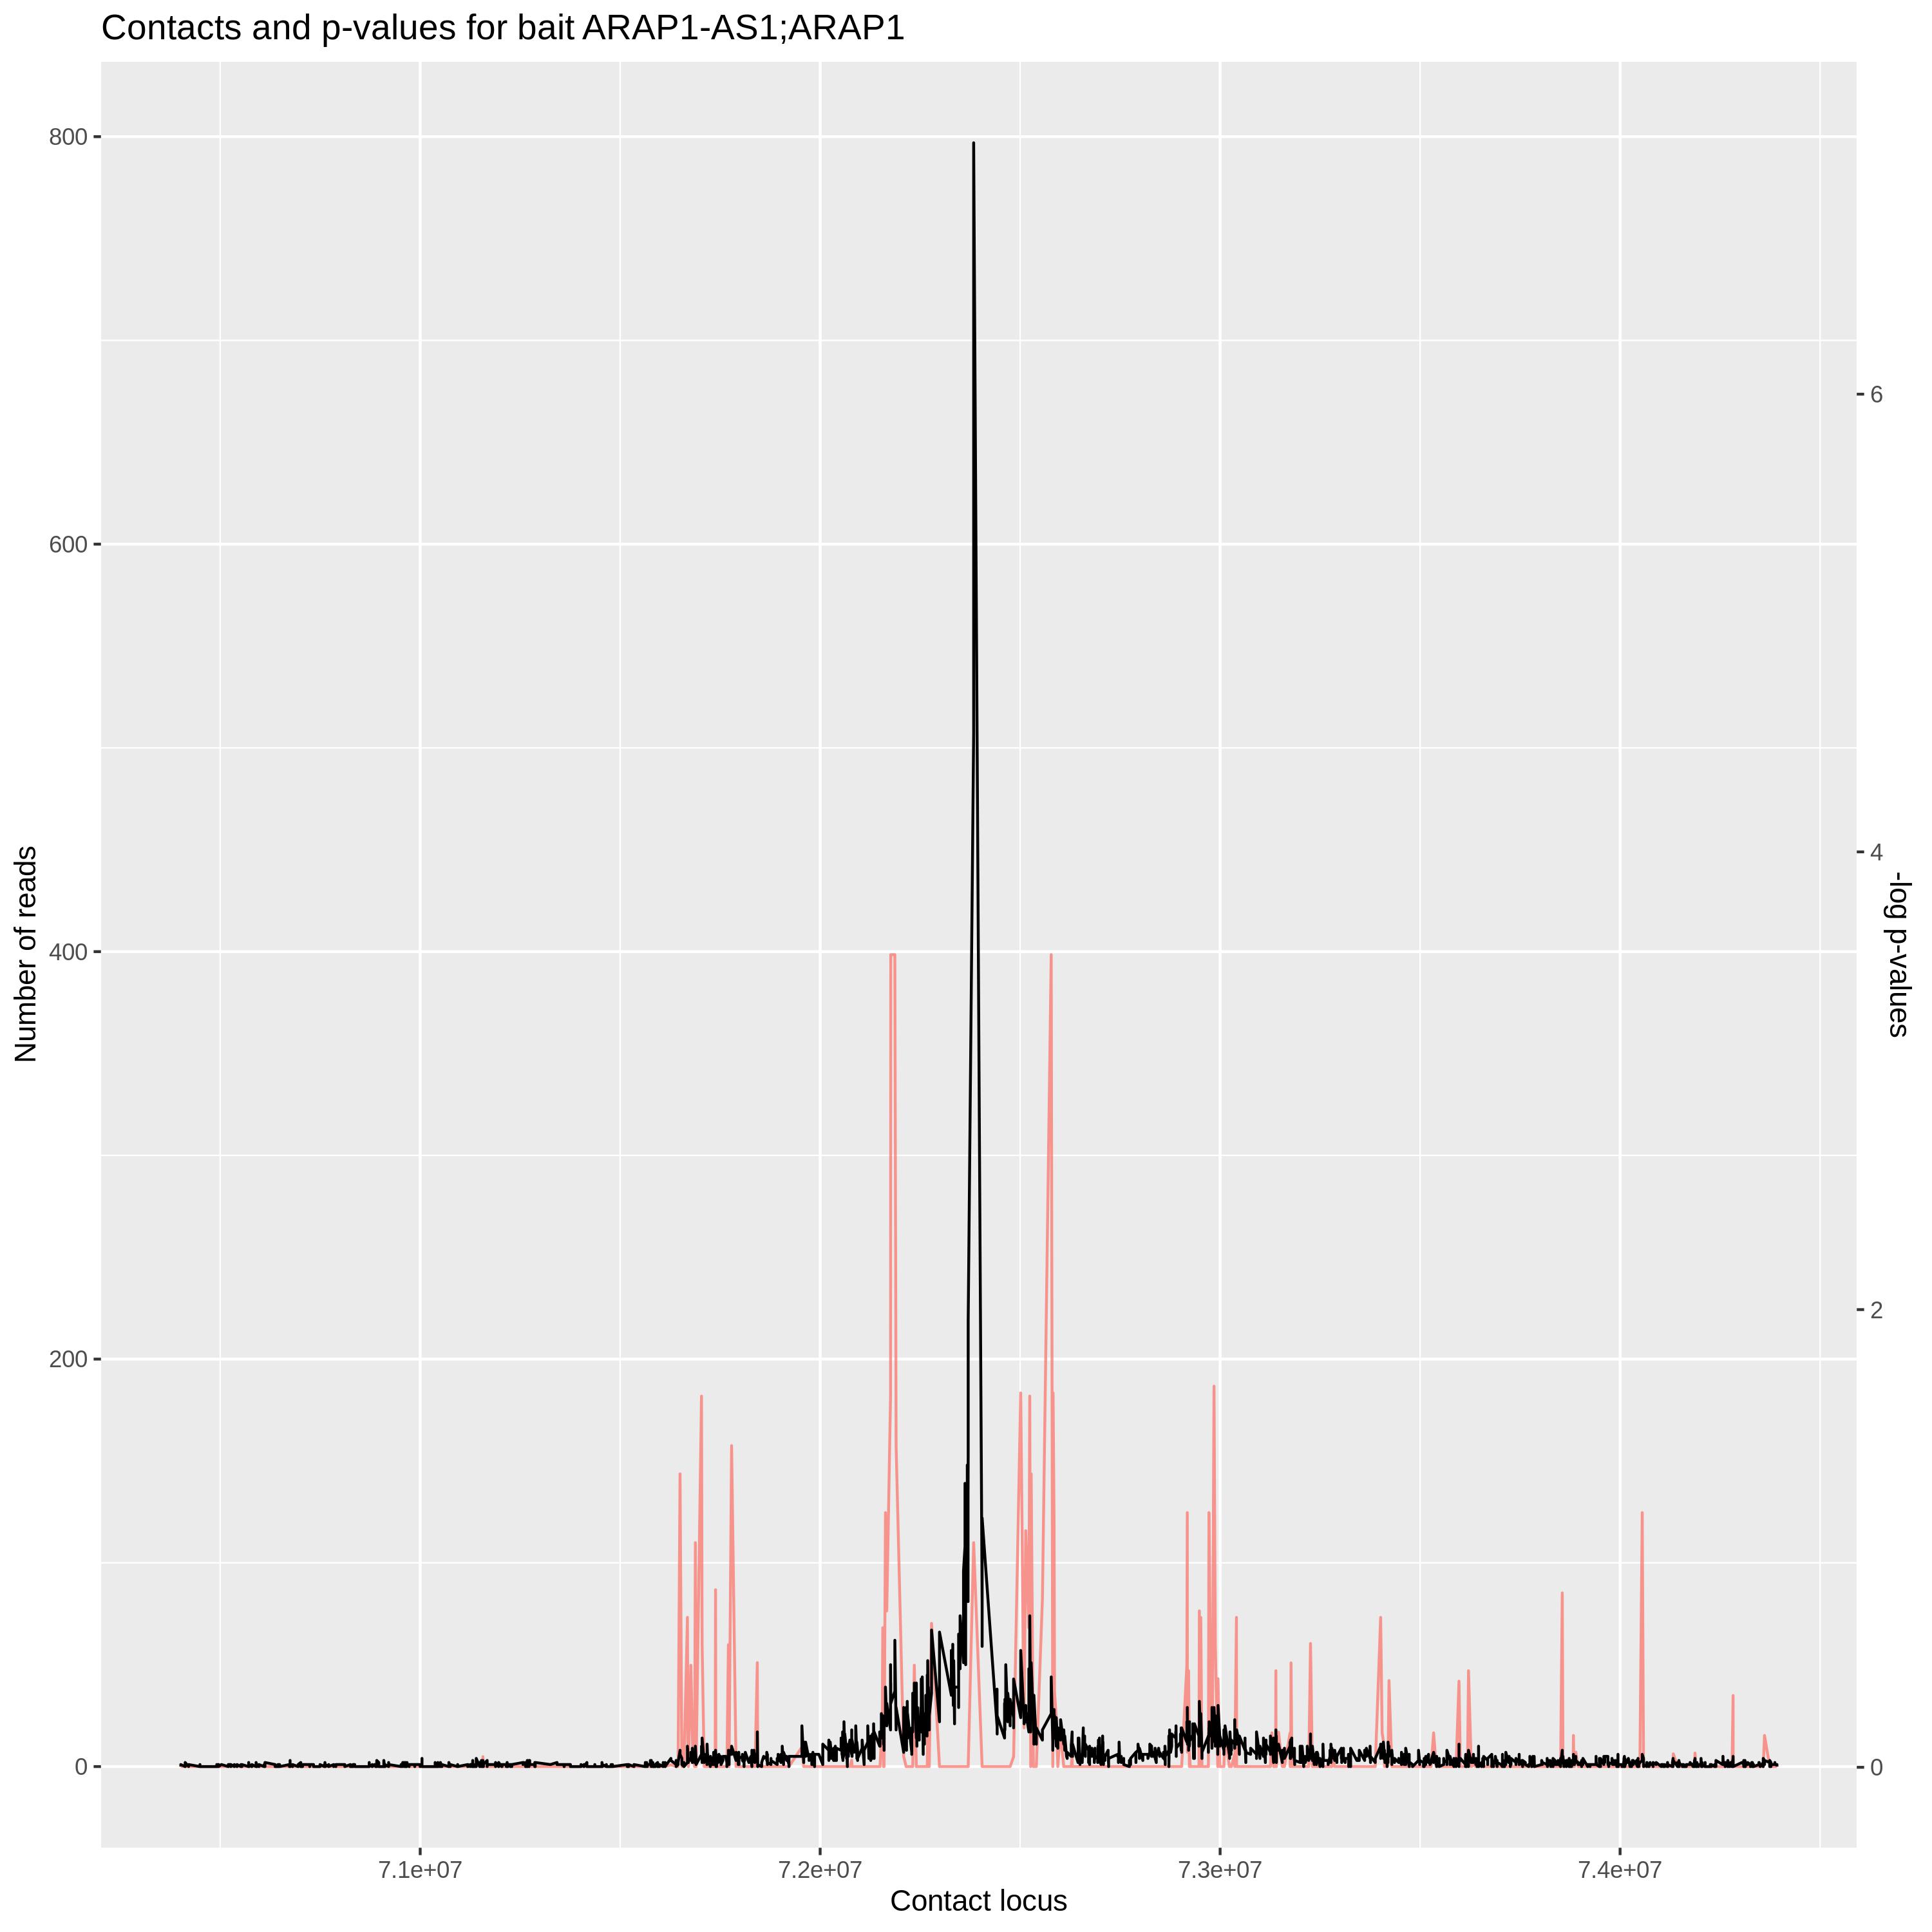 Contacts and p-values for bait ARAP1-AS1;ARAP1
800
600
400
200
0
Number of reads
6
4
2
0
-log p-values
7.1e+07
7.2e+07
7.3e+07
7.4e+07
Contact locus